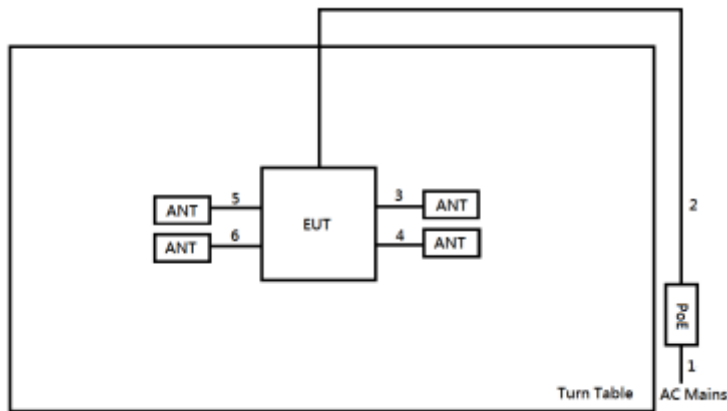 5
3
ANT
ANT
EUT
2
6
4
ANT
ANT
PoE
1
Turn Table
AC Mains